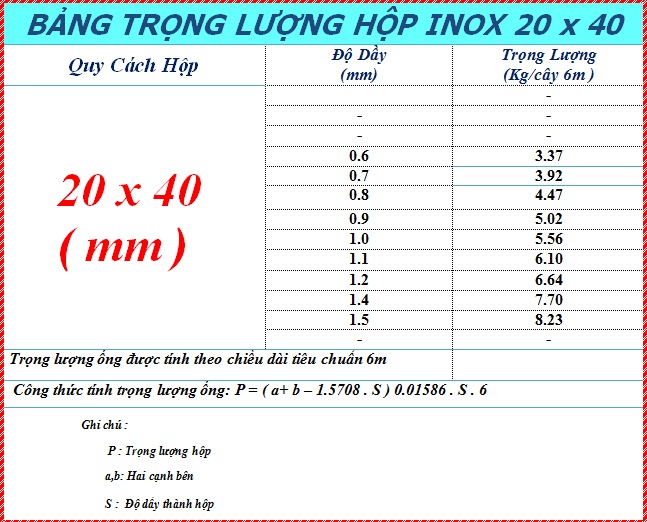 BẢNG TRỌNG LƯỢNG HỘP INOX 20 x 40
Quy Cách Hộp Độ Dầy (mm) Trọng Lượng (Kg/cây 6m )
-
- -
- -
0.6 3.37
0.7 3.92
0.8 4.47
0.9 5.02
1.0 5.56
1.1 6.10
1.2 6.64
1.4 7.70
1.5 8.23
- -
20 x 40
( mm )
Trọng lượng ống được tính theo chiều dài tiêu chuẩn 6m
Công thức tính trọng lượng ống: P = ( a+ b – 1.5708 . S ) 0.01586 . S . 6
Ghi chú :
P : Trọng lượng hộp
a,b: Hai cạnh bên
S : Độ dầy thành hộp